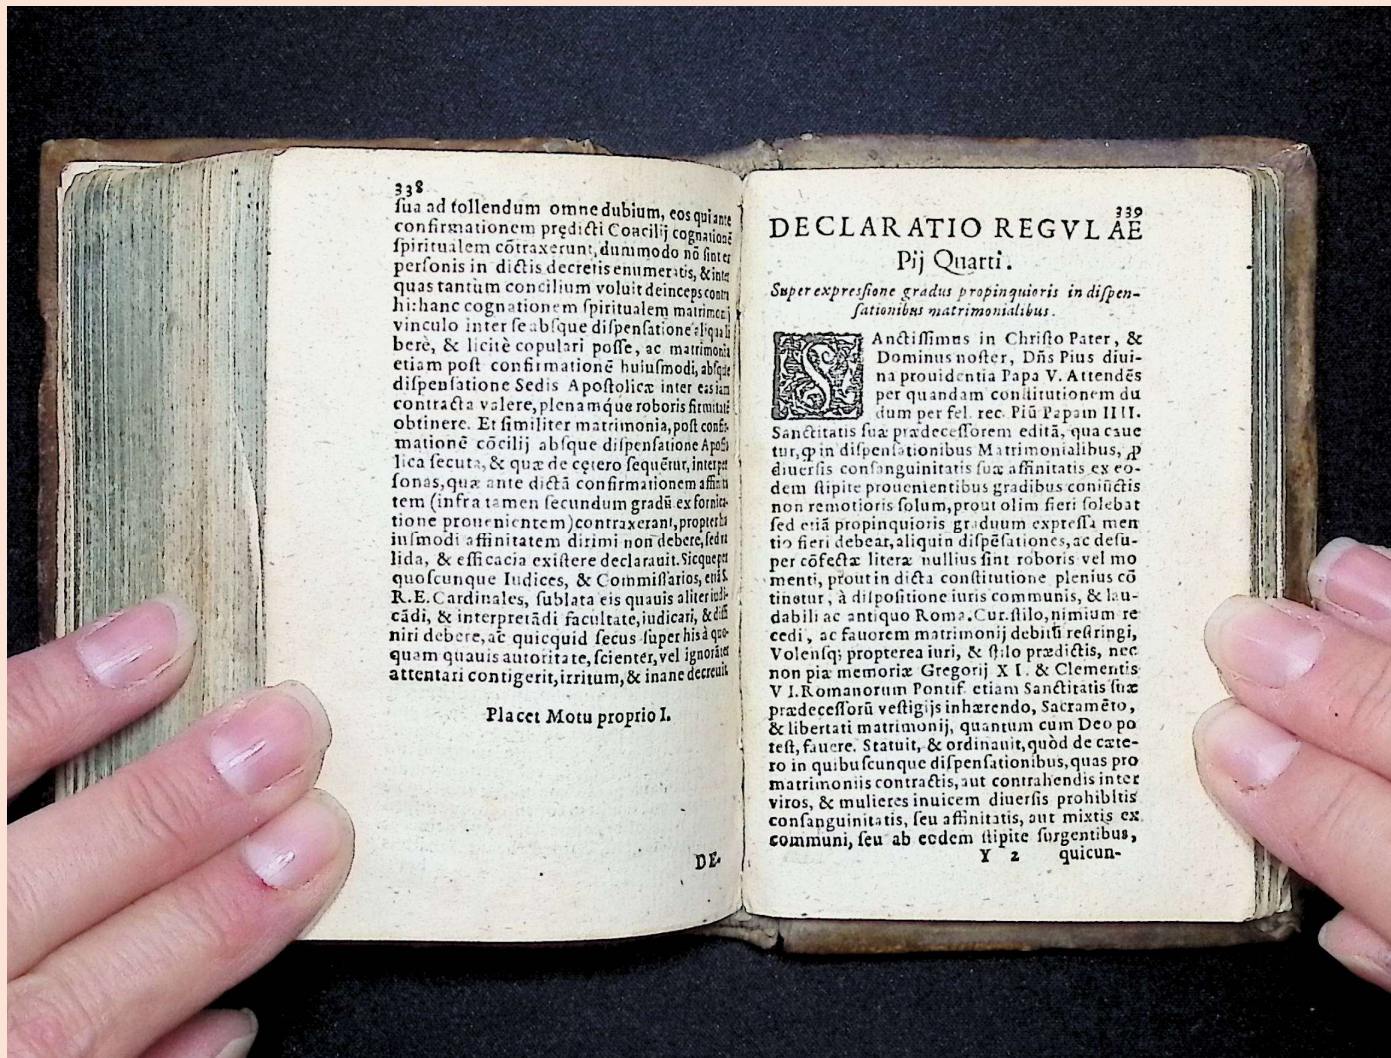 338
sua ad tollendum omne dubium, eos qui ante
confirmationem prędicti Concilij cognationē
spiritualem cōtraxerunt, dummodo nō sint ex
personis in dictis decretis enumeratis, & inter
quas tantùm concilium voluit deinceps contra
hi: hanc cognationem spiritualem matrimonij
vinculo inter se absque dispensatione aliqua li
berè, & licitè copulari posse, ac matrimonia
etiam post confirmationē huiusmodi, absque
dispensatione Sedis Apostolicæ inter eas iam
contracta valere, plenamq́ue roboris firmitatē
obtinere. Et similiter matrimonia, post confir-
mationē cōcilij absque dispensatione Aposto
lica secuta, & quæ de cętero sequētur, inter per
sonas, quæ ante dictā confirmationem affinita
tem (infra tamen secundum gradū ex fornica-
tione prouenientem) contraxerant, propter hu
iusmodi affinitatem dirimi non debere, sed va
lida, & efficacia existere declarauit. Sicque per
quoscunque Iudices, & Commissarios, etiā S.
R.E. Cardinales, sublata eis quauis aliter iudi-
cādi, & interpretādi facultate, iudicari, & diffi
niri debere, ac quicquid secus super his à quo-
quam quauis autoritate, scienter, vel ignorāter
attentari contigerit, irritum, & inane decreuit.
Placet Motu proprio I.
DE-
339
DECLARATIO REGVLAE
Pij Quarti.
Super expressione gradus propinquioris in dispen-
sationibus matrimonialibus.
SAnctissimus in Christo Pater, &
Dominus noster, Dñs Pius diui-
na prouidentia Papa V. Attendēs
per quandam constitutionem du
dum per fel. rec. Piū Papam IIII.
Sanctitatis suæ prædecessorem editā, qua caue
tur, ꝙ in dispensationibus Matrimonialibus, ꝓ
diuersis consanguinitatis suæ affinitatis ex eo-
dem stipite prouenientibus gradibus coniūctis
non remotioris solum, prout olim fieri solebat
sed etiā propinquioris graduum expressa men
tio fieri debeat, aliquin dispēsationes, ac desu-
per cōfectæ literæ nullius sint roboris vel mo
menti, prout in dicta constitutione plenius cō
tinetur, à dispositione iuris communis, & lau-
dabili ac antiquo Roma. Cur. stilo, nimium re
cedi, ac fauorem matrimonij debitū restringi,
Volensq; propterea iuri, & stilo prædictis, nec
non piæ memoriæ Gregorij XI. & Clementis
VI. Romanorum Pontif. etiam Sanctitatis suæ
prædecessorū vestigijs inhærendo, Sacramēto,
& libertati matrimonij, quantum cum Deo po
test, fauere. Statuit, & ordinauit, quòd de cæte-
ro in quibuscunque dispensationibus, quas pro
matrimoniis contractis, aut contrahendis inter
viros, & mulieres inuicem diuersis prohibitis
consanguinitatis, seu affinitatis, aut mixtis ex
communi, seu ab eodem stipite surgentibus,
Y 2 quicun-